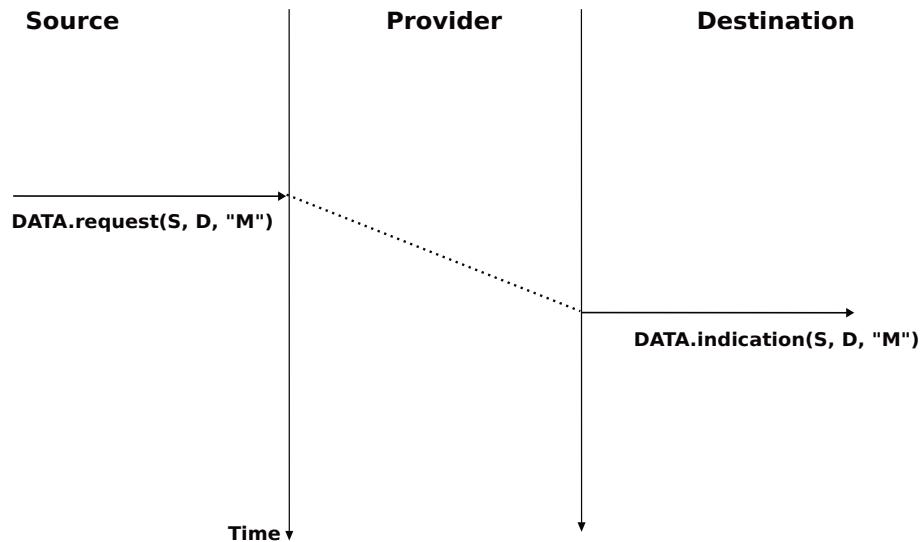 Source
Provider
Destination
DATA.request(S, D, "M")
DATA.indication(S, D, "M")
Time